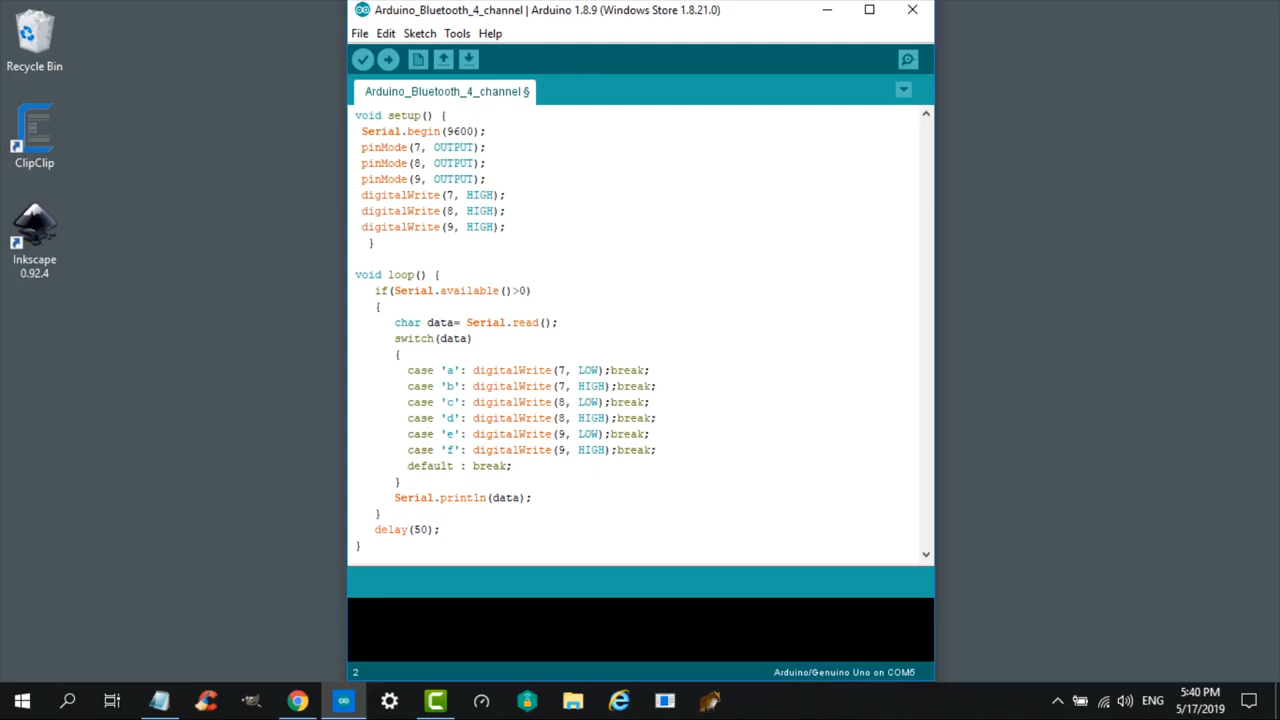 Recycle Bin
ClipClip
Inkscape
0.92.4
Arduino_Bluetooth_4_channel | Arduino 1.8.9 (Windows Store 1.8.21.0)
File Edit Sketch Tools Help
Arduino_Bluetooth_4_channel §
void setup() {
Serial.begin(9600);
pinMode(7, OUTPUT);
pinMode(8, OUTPUT);
pinMode(9, OUTPUT);
digitalWrite(7, HIGH);
digitalWrite(8, HIGH);
digitalWrite(9, HIGH);
}
void loop() {
if(Serial.available()>0)
{
char data= Serial.read();
switch(data)
{
case 'a': digitalWrite(7, LOW);break;
case 'b': digitalWrite(7, HIGH);break;
case 'c': digitalWrite(8, LOW);break;
case 'd': digitalWrite(8, HIGH);break;
case 'e': digitalWrite(9, LOW);break;
case 'f': digitalWrite(9, HIGH);break;
default : break;
}
Serial.println(data);
}
delay(50);
}
2
Arduino/Genuino Uno on COM5
ENG
5:40 PM
5/17/2019